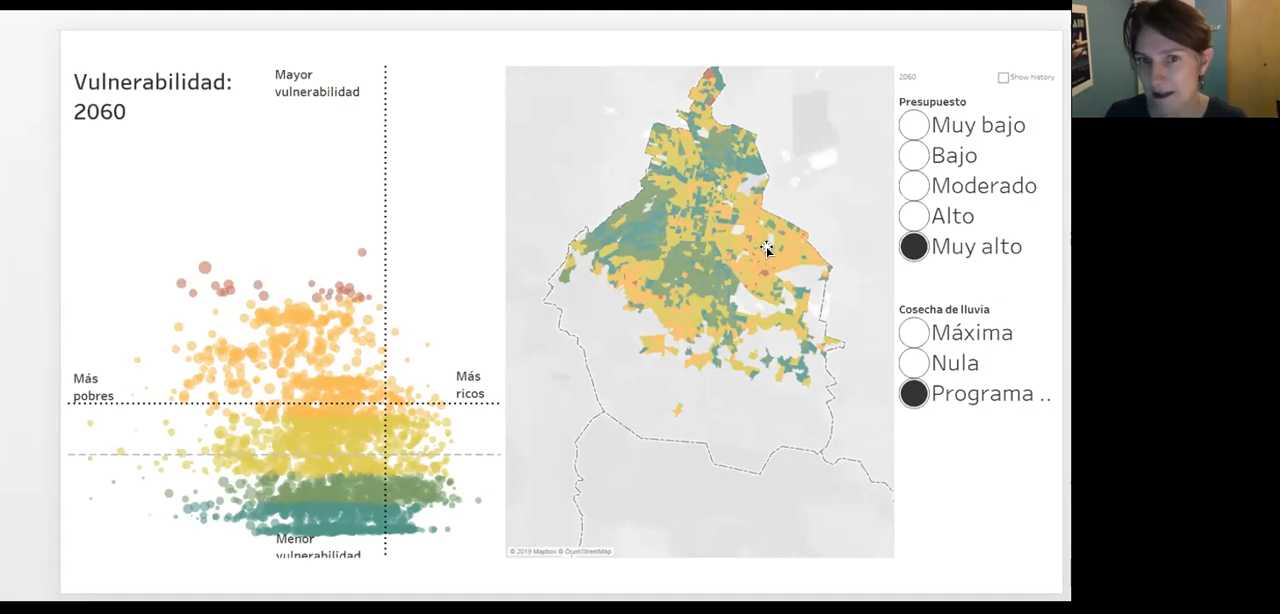 Vulnerabilidad:
2060
Mayor
vulnerabilidad
Más
pobres
Más
ricos
Menor
vulnerabilidad
© 2019 Mapbox © OpenStreetMap
2060
Show history
Presupuesto
Muy bajo
Bajo
Moderado
Alto
Muy alto
Cosecha de lluvia
Máxima
Nula
Programa ..
AIR